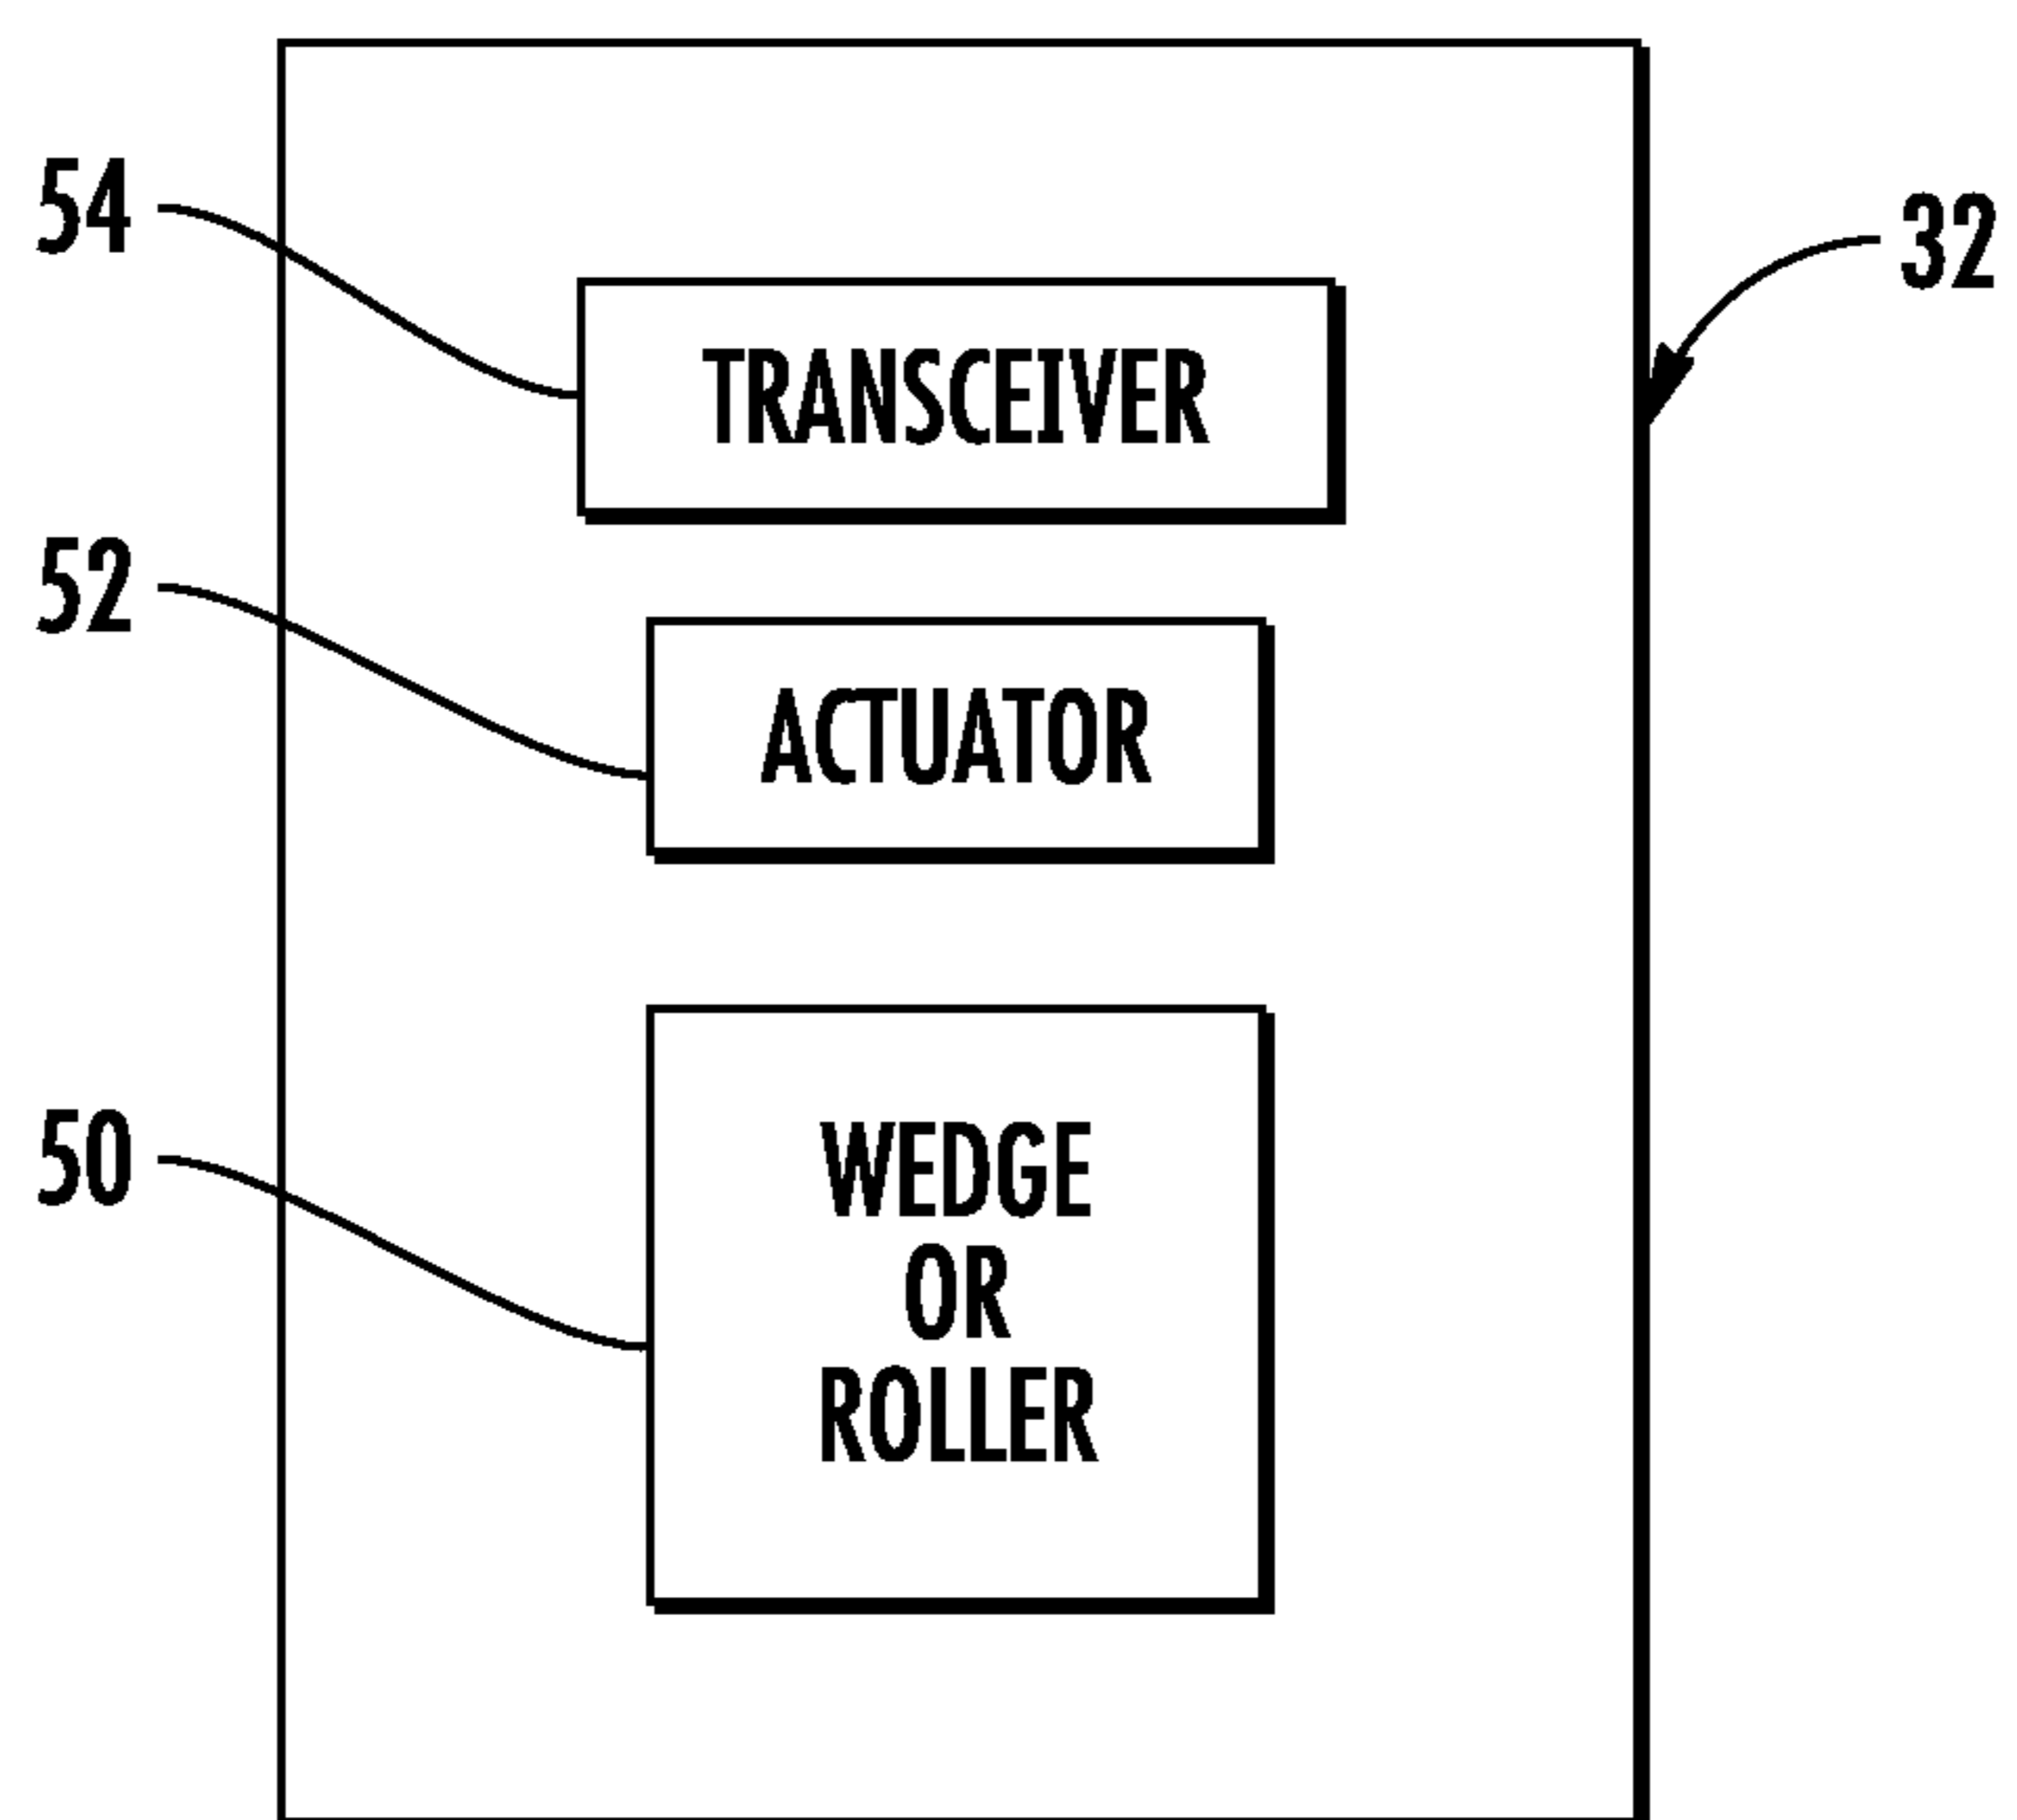 54
32
TRANSCEIVER
52
ACTUATOR
50
WEDGE
OR
ROLLER